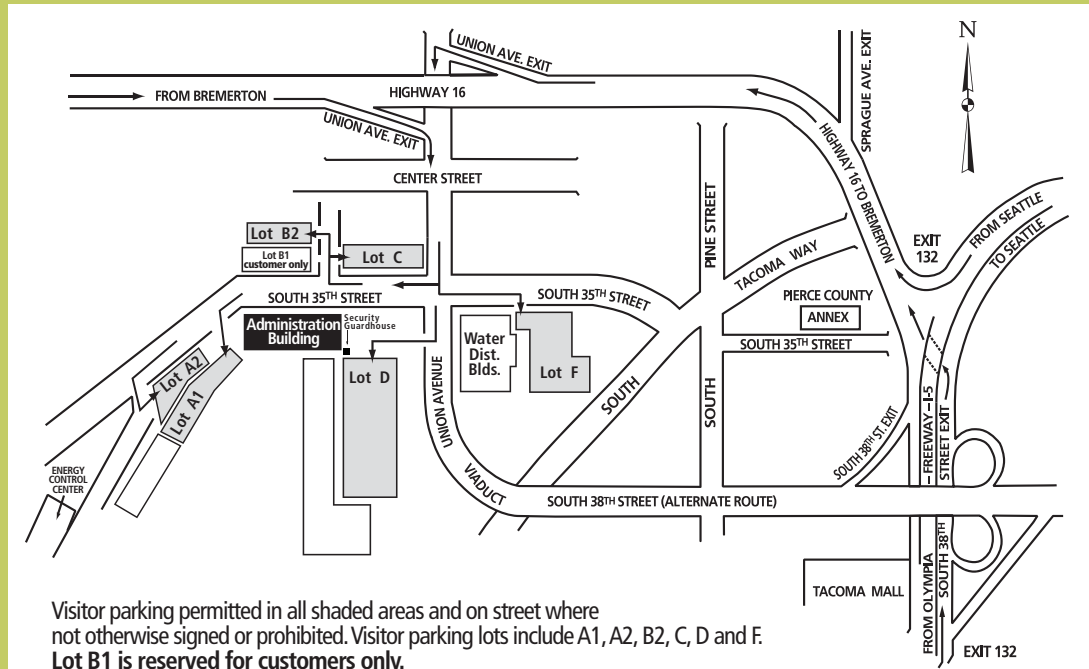 N
UNION AVE. EXIT
SPRAGUE AVE. EXIT
FROM BREMERTON
HIGHWAY 16
UNION AVE. EXIT
HIGHWAY 16 TO BREMERTON
CENTER STREET
PINE STREET
FROM SEATTLE
TO SEATTLE
EXIT
132
Lot B2
Lot B1
customer only
Lot C
TACOMA WAY
PIERCE COUNTY
ANNEX
SOUTH 35TH STREET
SOUTH 35TH STREET
SOUTH 35TH STREET
Administration
Building
Security
Guardhouse
Water
Dist.
Blds.
Lot F
Lot D
Lot A2
Lot A1
UNION AVENUE
VIADUCT
SOUTH
SOUTH
SOUTH 38TH ST. EXIT
– FREEWAY – I-5
STREET EXIT
ENERGY
CONTROL
CENTER
SOUTH 38TH STREET (ALTERNATE ROUTE)
TACOMA MALL
FROM OLYMPIA
SOUTH 38TH
EXIT 132
Visitor parking permitted in all shaded areas and on street where
not otherwise signed or prohibited. Visitor parking lots include A1, A2, B2, C, D and F.
Lot B1 is reserved for customers only.